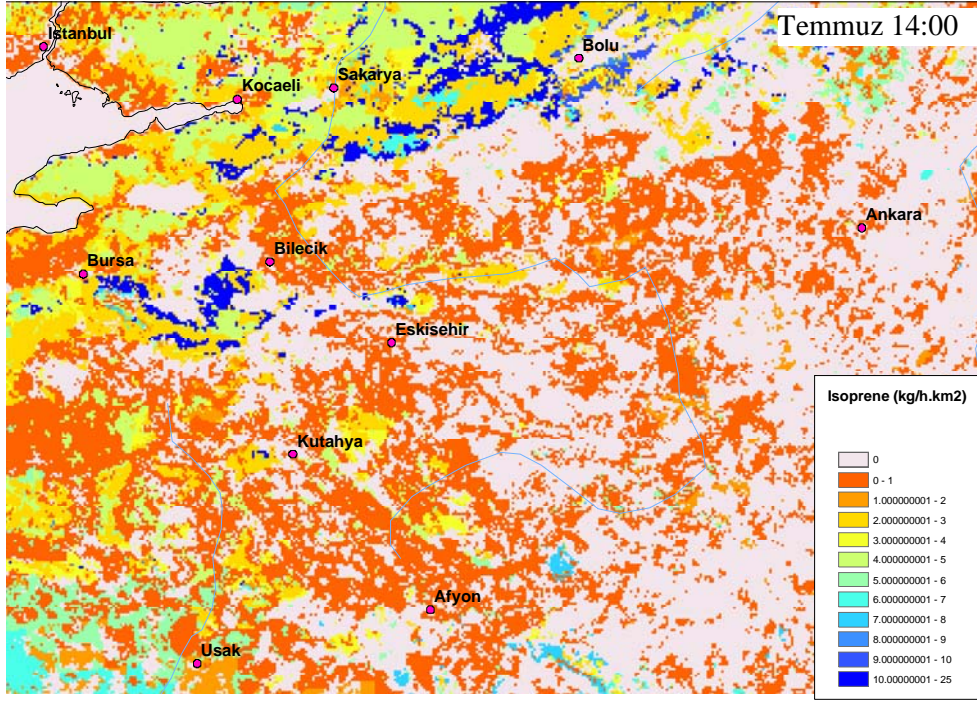 Temmuz 14:00
Istanbul
Bolu
Sakarya
Kocaeli
Ankara
Bilecik
Bursa
Eskisehir
Kutahya
Afyon
Usak
Isoprene (kg/h.km2)
0
0 - 1
1.000000001 - 2
2.000000001 - 3
3.000000001 - 4
4.000000001 - 5
5.000000001 - 6
6.000000001 - 7
7.000000001 - 8
8.000000001 - 9
9.000000001 - 10
10.00000001 - 25